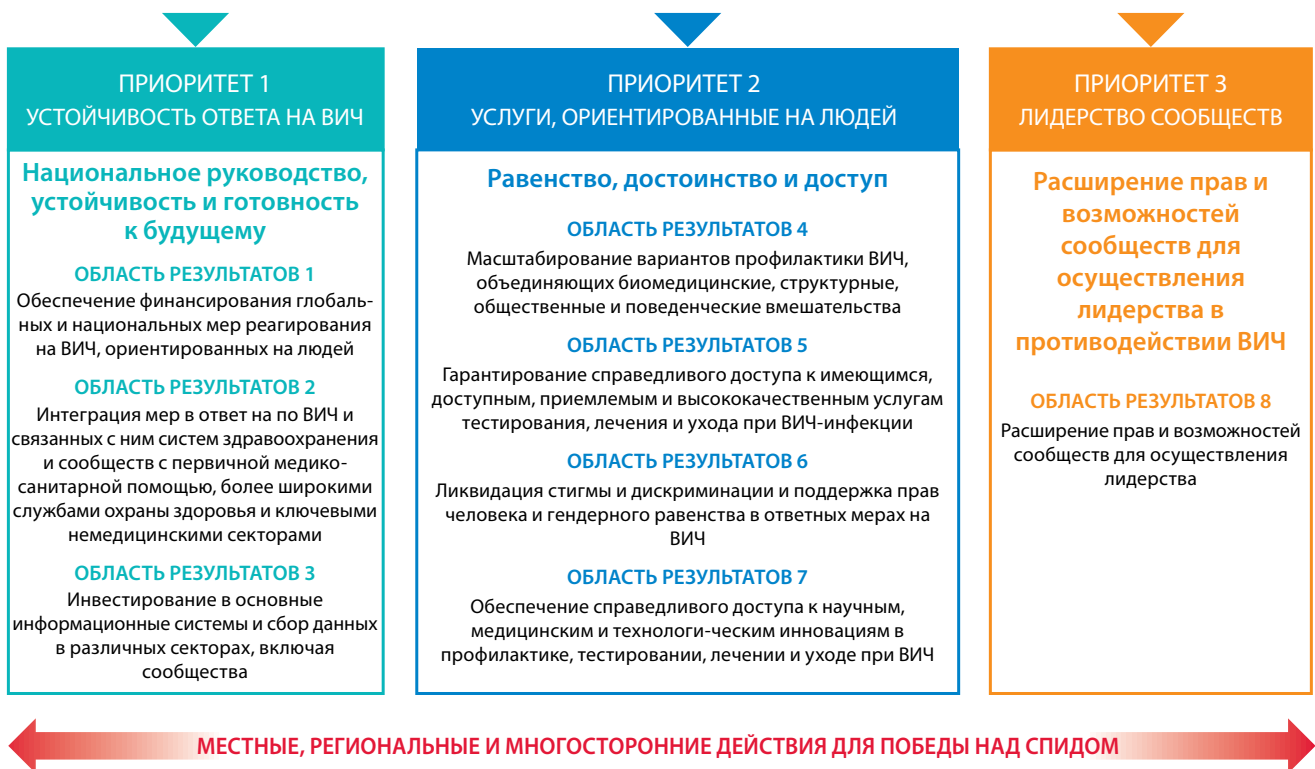 ПРИОРИТЕТ 1
УСТОЙЧИВОСТЬ ОТВЕТА НА ВИЧ
Национальное руководство,
устойчивость и готовность
к будущему
ОБЛАСТЬ РЕЗУЛЬТАТОВ 1
Обеспечение финансирования глобаль-
ных и национальных мер реагирования
на ВИЧ, ориентированных на людей
ОБЛАСТЬ РЕЗУЛЬТАТОВ 2
Интеграция мер в ответ на по ВИЧ и
связанных с ним систем здравоохранения
и сообществ с первичной медико-
санитарной помощью, более широкими
службами охраны здоровья и ключевыми
немедицинскими секторами
ОБЛАСТЬ РЕЗУЛЬТАТОВ 3
Инвестирование в основные
информационные системы и сбор данных
в различных секторах, включая
сообщества
ПРИОРИТЕТ 2
УСЛУГИ, ОРИЕНТИРОВАННЫЕ НА ЛЮДЕЙ
Равенство, достоинство и доступ
ОБЛАСТЬ РЕЗУЛЬТАТОВ 4
Масштабирование вариантов профилактики ВИЧ,
объединяющих биомедицинские, структурные,
общественные и поведенческие вмешательства
ОБЛАСТЬ РЕЗУЛЬТАТОВ 5
Гарантирование справедливого доступа к имеющимся,
доступным, приемлемым и высококачественным услугам
тестирования, лечения и ухода при ВИЧ-инфекции
ОБЛАСТЬ РЕЗУЛЬТАТОВ 6
Ликвидация стигмы и дискриминации и поддержка прав
человека и гендерного равенства в ответных мерах на
ВИЧ
ОБЛАСТЬ РЕЗУЛЬТАТОВ 7
Обеспечение справедливого доступа к научным,
медицинским и технологи-ческим инновациям в
профилактике, тестировании, лечении и уходе при ВИЧ
ПРИОРИТЕТ 3
ЛИДЕРСТВО СООБЩЕСТВ
Расширение прав и
возможностей
сообществ для
осуществления
лидерства в
противодействии ВИЧ
ОБЛАСТЬ РЕЗУЛЬТАТОВ 8
Расширение прав и возможностей
сообществ для осуществления
лидерства
МЕСТНЫЕ, РЕГИОНАЛЬНЫЕ И МНОГОСТОРОННИЕ ДЕЙСТВИЯ ДЛЯ ПОБЕДЫ НАД СПИДОМ